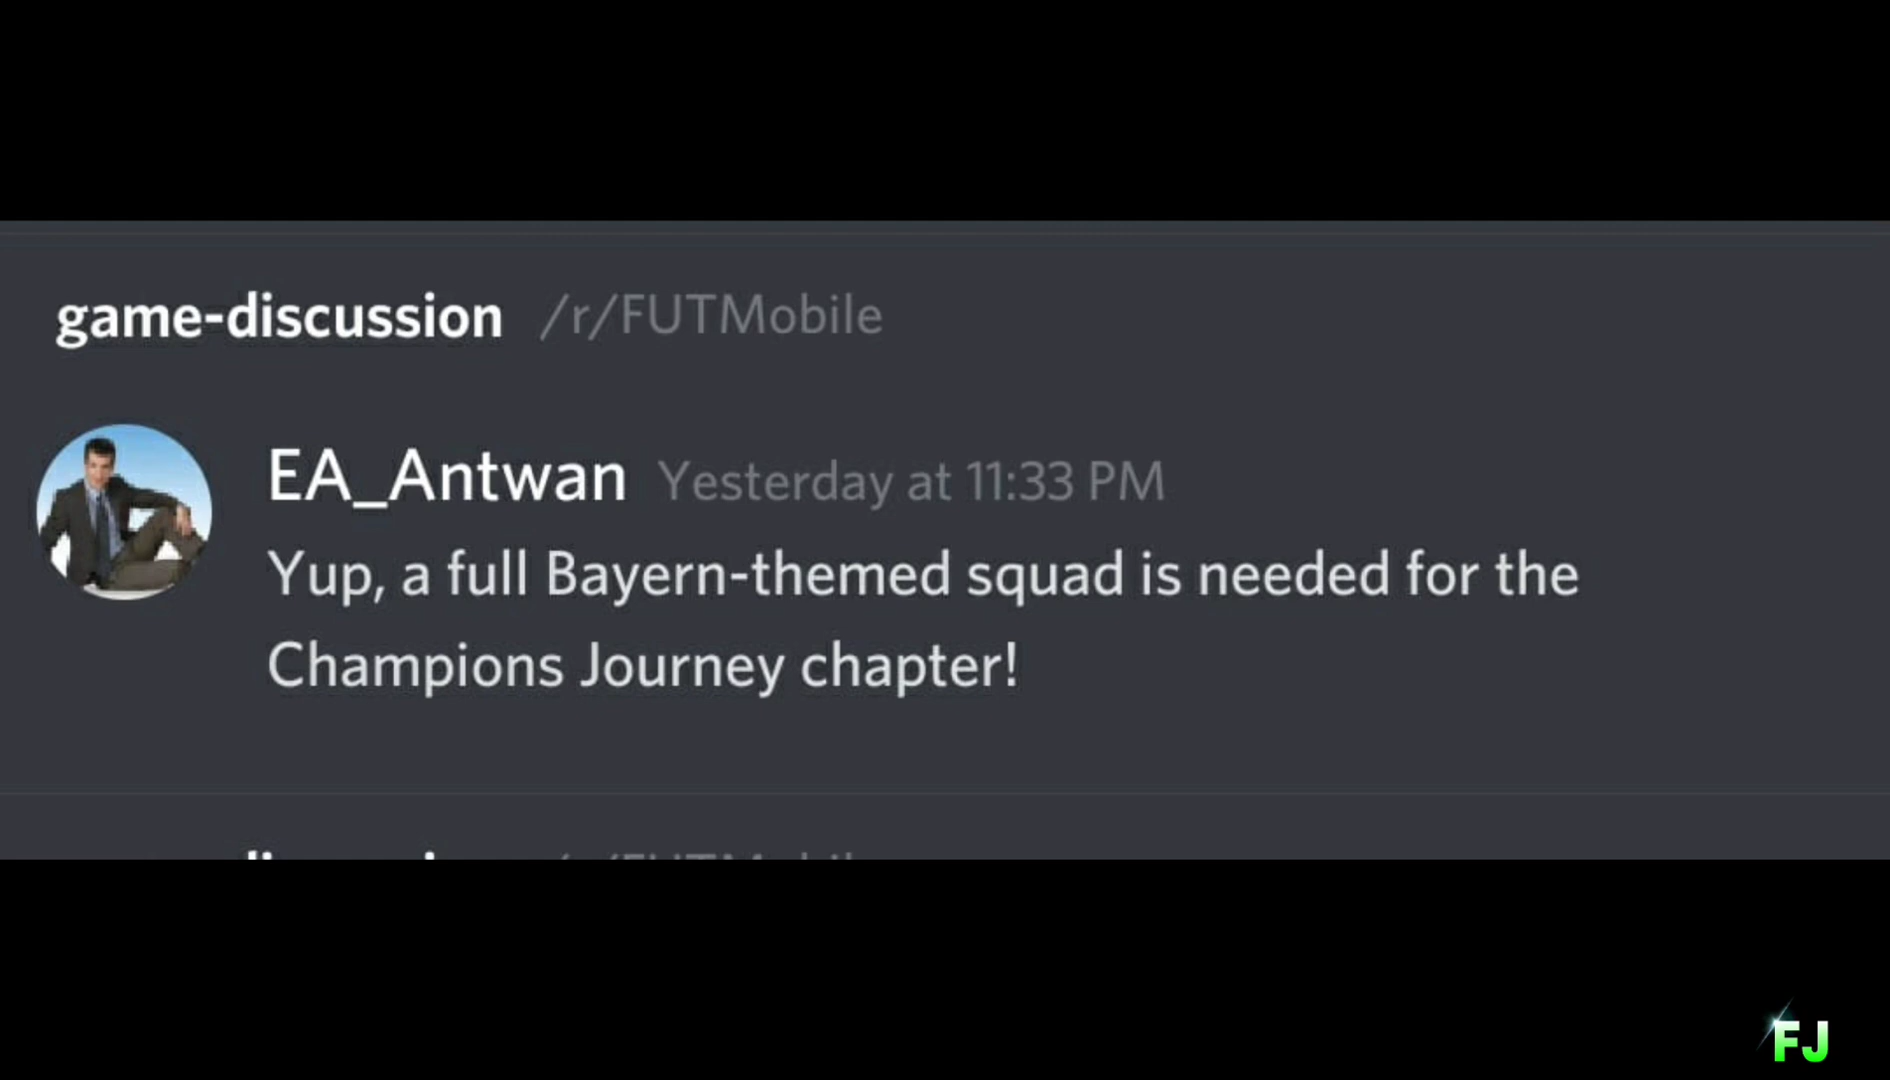 game-discussion /r/FUTMobile
EA_Antwan Yesterday at 11:33 PM
Yup, a full Bayern-themed squad is needed for the
Champions Journey chapter!
FJ